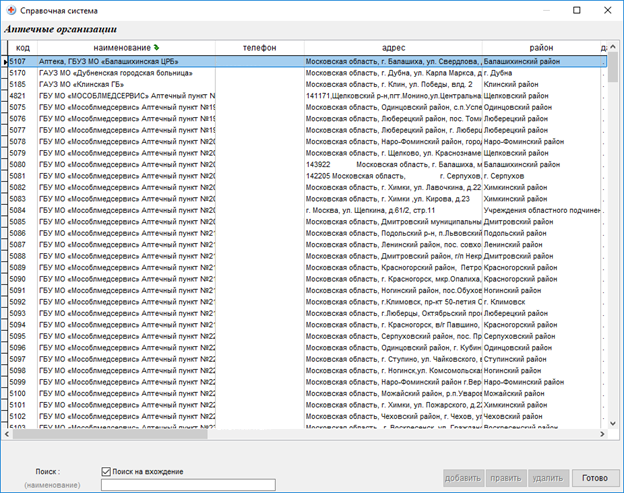 Справочная система
Аптечные организации
код наименование телефон адрес район да
5107 Аптека, ГБУЗ МО «Балашихинская ЦРБ» Московская область, г. Балашиха, ул. Свердлова, д Балашихинский район
5170 ГАУЗ МО «Дубненская городская больница» Московская область, г. Дубна, ул. Карла Маркса, д г. Дубна
5185 ГАУЗ МО «Клинская ГБ» Московская область, г. Клин, ул. Победы, влд. 2 Клинский район
4821 ГБУ МО «МОСОБЛМЕДСЕРВИС» Аптечный пункт N 141171,Щелковский р-н,пгт.Монино,ул.Центральна Щелковский район
5075 ГБУ МО «Мособлмедсервис» Аптечный пункт №19 Московская область, Одинцовский район, с.п.Успе Одинцовский район
5076 ГБУ МО «Мособлмедсервис» Аптечный пункт №19 Московская область, Люберецкий район, пос. Томи Люберецкий район
5077 ГБУ МО «Мособлмедсервис» Аптечный пункт №19 Московская область, Люберецкий район, г. Люберц Люберецкий район
5078 ГБУ МО «Мособлмедсервис» Аптечный пункт №20 Московская область, Наро-Фоминский район, город Наро-Фоминский район
5079 ГБУ МО «Мособлмедсервис» Аптечный пункт №20 Московская область, г. Щелково, ул. Краснознаме Щелковский район
5080 ГБУ МО «Мособлмедсервис» Аптечный пункт №20 143922 Московская область, г. Балашиха, м Балашихинский район
5081 ГБУ МО «Мособлмедсервис» Аптечный пункт №20 142205 Московская область, г. Серпухов, г. Серпухов
5082 ГБУ МО «Мособлмедсервис» Аптечный пункт №20 Московская область, г. Химки, ул. Лавочкина, д.22 Химкинский район
5083 ГБУ МО «Мособлмедсервис» Аптечный пункт №20 Московская область, г. Химки ,ул. Кирова, д.23 Химкинский район
5084 ГБУ МО «Мособлмедсервис» Аптечный пункт №20 г. Москва, ул. Щепкина, д.61/2, стр.11 Учреждения областного подчинен
5085 ГБУ МО «Мособлмедсервис» Аптечный пункт №20 Московская область, Дмитровский муниципальны Дмитровский район
5086 ГБУ МО «Мособлмедсервис» Аптечный пункт №21 Московская область, Подольский р-н, п.Львовский Подольский район
5087 ГБУ МО «Мособлмедсервис» Аптечный пункт №21 Московская область, Ленинский район, пос. совхо Ленинский район
5088 ГБУ МО «Мособлмедсервис» Аптечный пункт №21 Московская область, Дмитровский район, г/п Некр Дмитровский район
5089 ГБУ МО «Мособлмедсервис» Аптечный пункт №21 Московская область, Красногорский район, Петро Красногорский район
5090 ГБУ МО «Мособлмедсервис» Аптечный пункт №21 Московская область, г. Красногорск, мкр.Опалиха, Красногорский район
5091 ГБУ МО «Мособлмедсервис» Аптечный пункт №21 Московская область, Ногинский район, пос.Обухов Ногинский район
5092 ГБУ МО «Мособлмедсервис» Аптечный пункт №21 Московская область, г.Климовск, пр-кт 50-летия О г. Климовск
5093 ГБУ МО «Мособлмедсервис» Аптечный пункт №21 Московская область, г.Люберцы, Октябрьский про Люберецкий район
5094 ГБУ МО «Мособлмедсервис» Аптечный пункт №21 Московская область, г. Красногорск, в/г Павшино, Красногорский район
5095 ГБУ МО «Мособлмедсервис» Аптечный пункт №22 Московская область, Серпуховский район, пос. Пр Серпуховский район
5096 ГБУ МО «Мособлмедсервис» Аптечный пункт №22 Московская область, Одинцовский район, г. Кубин Одинцовский район
5097 ГБУ МО «Мособлмедсервис» Аптечный пункт №22 Московская область, г. Ступино, ул. Чайковского, в Ступинский район
5098 ГБУ МО «Мособлмедсервис» Аптечный пункт №22 Московская область, г. Ногинск,ул. Комсомольская Ногинский район
5099 ГБУ МО «Мособлмедсервис» Аптечный пункт №22 Московская область, Наро-Фоминский район г.Вер Наро-Фоминский район
5100 ГБУ МО «Мособлмедсервис» Аптечный пункт №22 Московская область, Можайский район, р.п.Уваров Можайский район
5101 ГБУ МО «Мособлмедсервис» Аптечный пункт №22 Московская область, г. Химки, ул. Пожарского, д.22 Химкинский район
5102 ГБУ МО «Мособлмедсервис» Аптечный пункт №22 Московская область, Чеховский район, г. Чехов, ул Чеховский район
5103 ГБУ МО «Мособлмедсервис» Аптечный пункт №22 Московская область, г. Воскресенск, ул. Граждан Воскресенский район
Поиск : Поиск на вхождение
(наименование)
добавить править удалить Готово